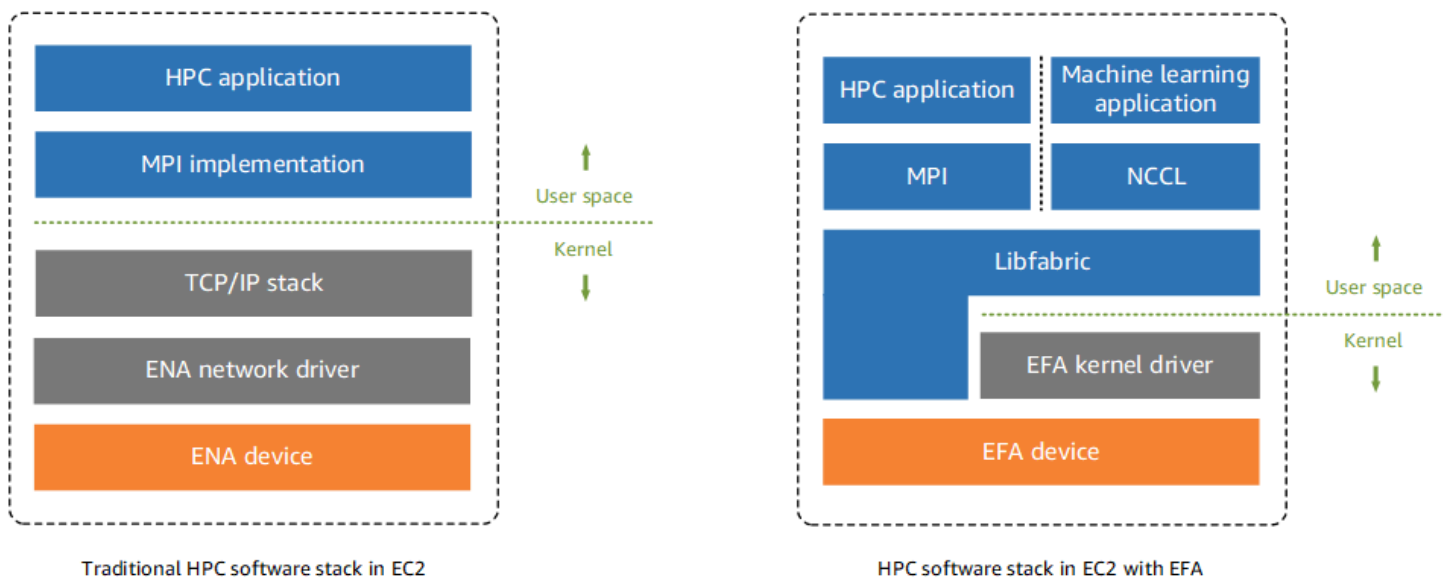 HPC application
MPI implementation
User space
Kernel
TCP/IP stack
ENA network driver
ENA device
Traditional HPC software stack in EC2
HPC application
Machine learning
application
MPI
NCCL
Libfabric
User space
Kernel
EFA kernel driver
EFA device
HPC software stack in EC2 with EFA